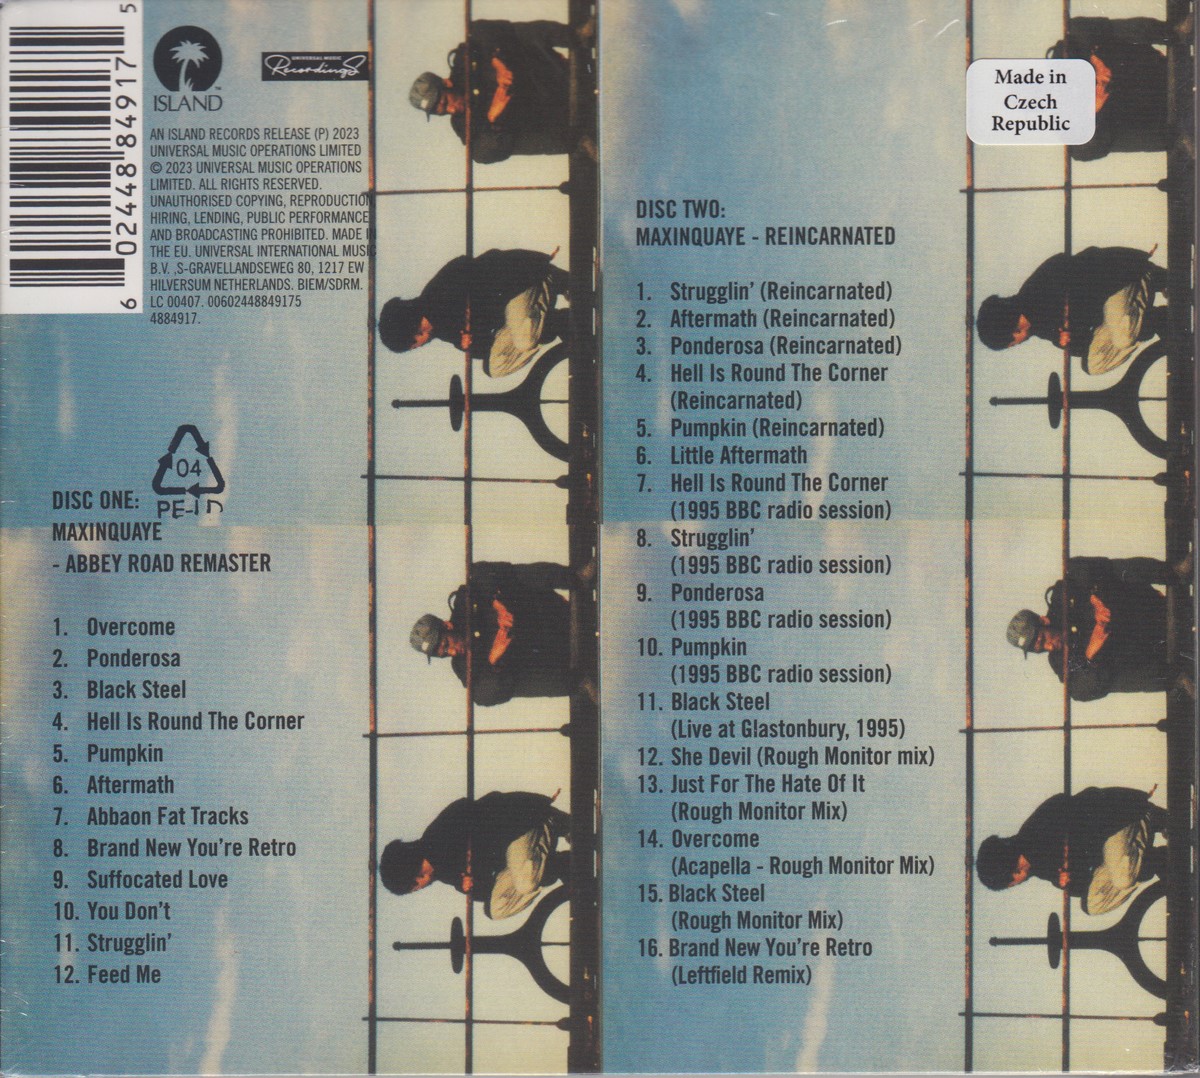 5
602448849175
ISLAND
™
UNIVERSAL MUSIC
Recordings
AN ISLAND RECORDS RELEASE (P) 2023
UNIVERSAL MUSIC OPERATIONS LIMITED
© 2023 UNIVERSAL MUSIC OPERATIONS
LIMITED. ALL RIGHTS RESERVED.
UNAUTHORISED COPYING, REPRODUCTION
HIRING, LENDING, PUBLIC PERFORMANCE
AND BROADCASTING PROHIBITED. MADE IN
THE EU. UNIVERSAL INTERNATIONAL MUSIC
B.V. ,S-GRAVELLANDSEWEG 80, 1217 EW
HILVERSUM NETHERLANDS. BIEM/SDRM.
LC 00407. 00602448849175
4884917.
04
PE-LD
DISC ONE:
MAXINQUAYE
- ABBEY ROAD REMASTER
1. Overcome
2. Ponderosa
3. Black Steel
4. Hell Is Round The Corner
5. Pumpkin
6. Aftermath
7. Abbaon Fat Tracks
8. Brand New You're Retro
9. Suffocated Love
10. You Don't
11. Strugglin'
12. Feed Me
Made in
Czech
Republic
DISC TWO:
MAXINQUAYE - REINCARNATED
1. Strugglin' (Reincarnated)
2. Aftermath (Reincarnated)
3. Ponderosa (Reincarnated)
4. Hell Is Round The Corner
(Reincarnated)
5. Pumpkin (Reincarnated)
6. Little Aftermath
7. Hell Is Round The Corner
(1995 BBC radio session)
8. Strugglin'
(1995 BBC radio session)
9. Ponderosa
(1995 BBC radio session)
10. Pumpkin
(1995 BBC radio session)
11. Black Steel
(Live at Glastonbury, 1995)
12. She Devil (Rough Monitor mix)
13. Just For The Hate Of It
(Rough Monitor Mix)
14. Overcome
(Acapella - Rough Monitor Mix)
15. Black Steel
(Rough Monitor Mix)
16. Brand New You're Retro
(Leftfield Remix)